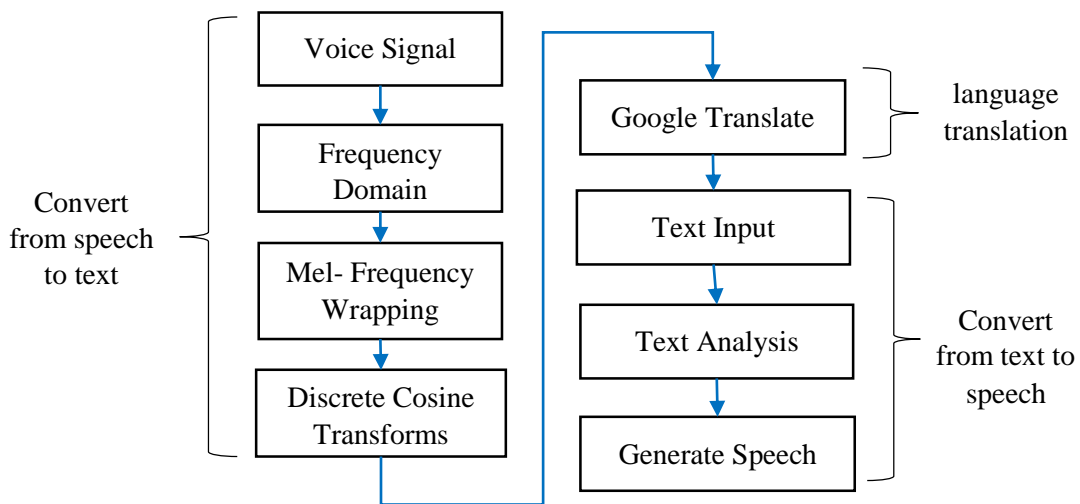 Convert
from speech
to text
Voice Signal
Frequency
Domain
Mel- Frequency
Wrapping
Discrete Cosine
Transforms
Google Translate
language
translation
Text Input
Text Analysis
Generate Speech
Convert
from text to
speech